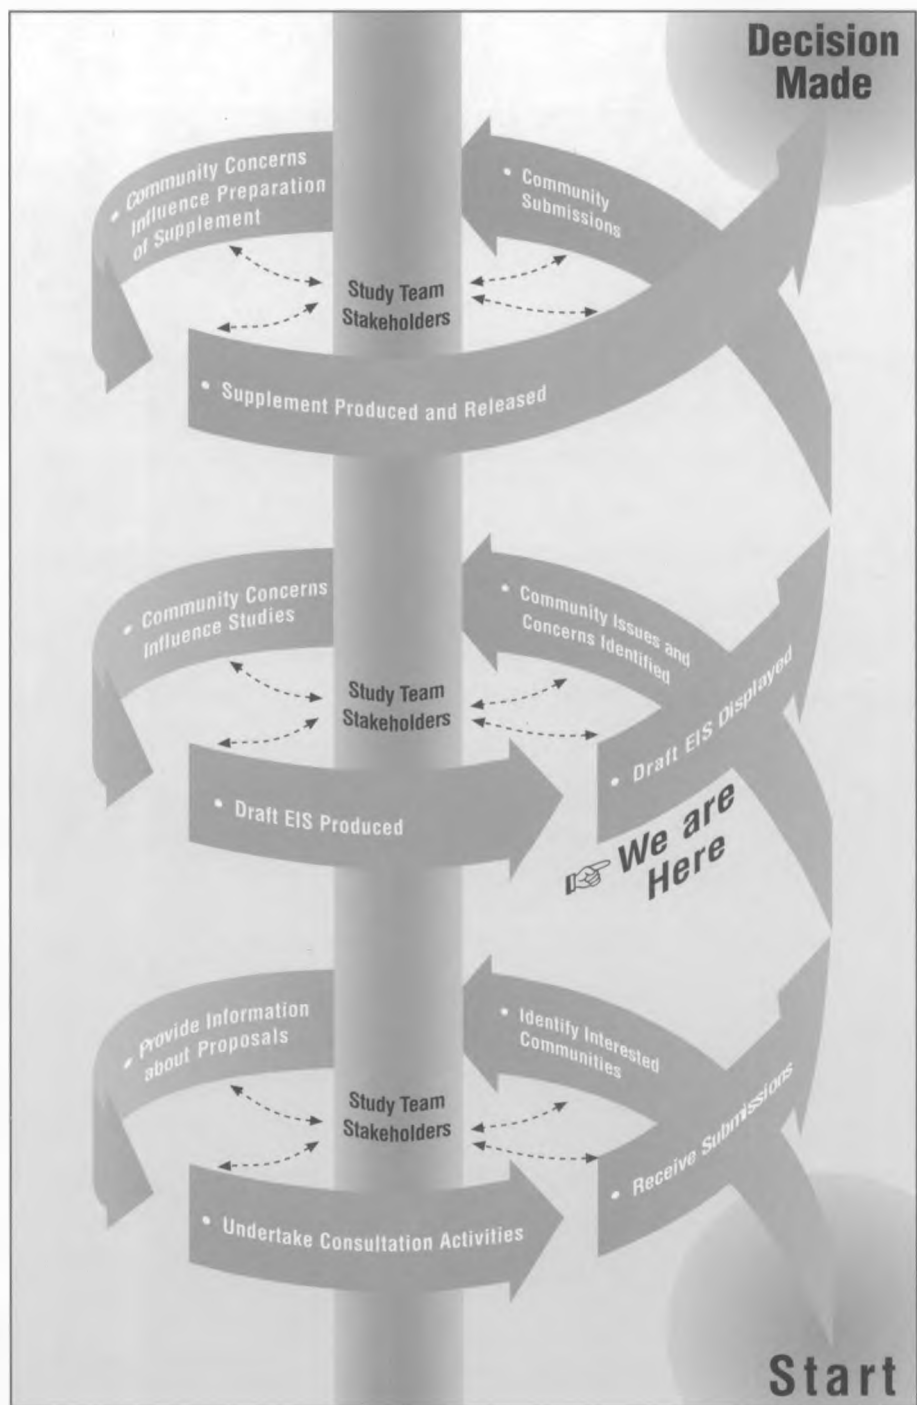 Decision
Made
• Community Concerns
Influence Preparation
of Supplement
• Community
Submissions
Study Team
Stakeholders
• Supplement Produced and Released
• Community Concerns
Influence Studies
• Community Issues and
Concerns Identified
Study Team
Stakeholders
• Draft EIS Produced
• Draft EIS Displayed
☞ We are
Here
• Provide Information
about Proposals
• Identify Interested
Communities
Study Team
Stakeholders
• Undertake Consultation Activities
• Receive Submissions
Start